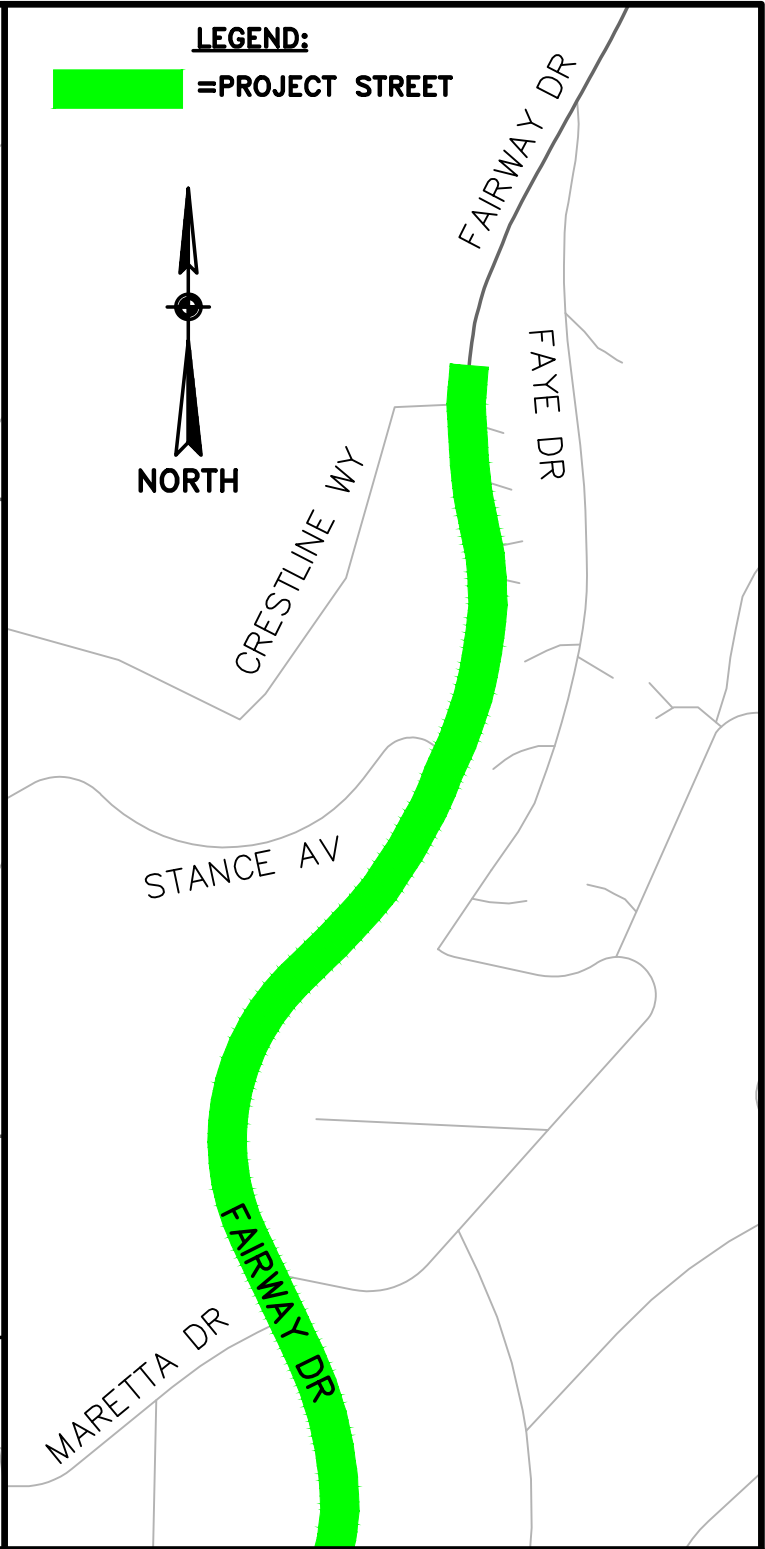 LEGEND:
=PROJECT STREET
FAIRWAY DR
FAYE DR
NORTH
CRESTLINE WY
STANCE AV
FAIRWAY DR
MARETTA DR